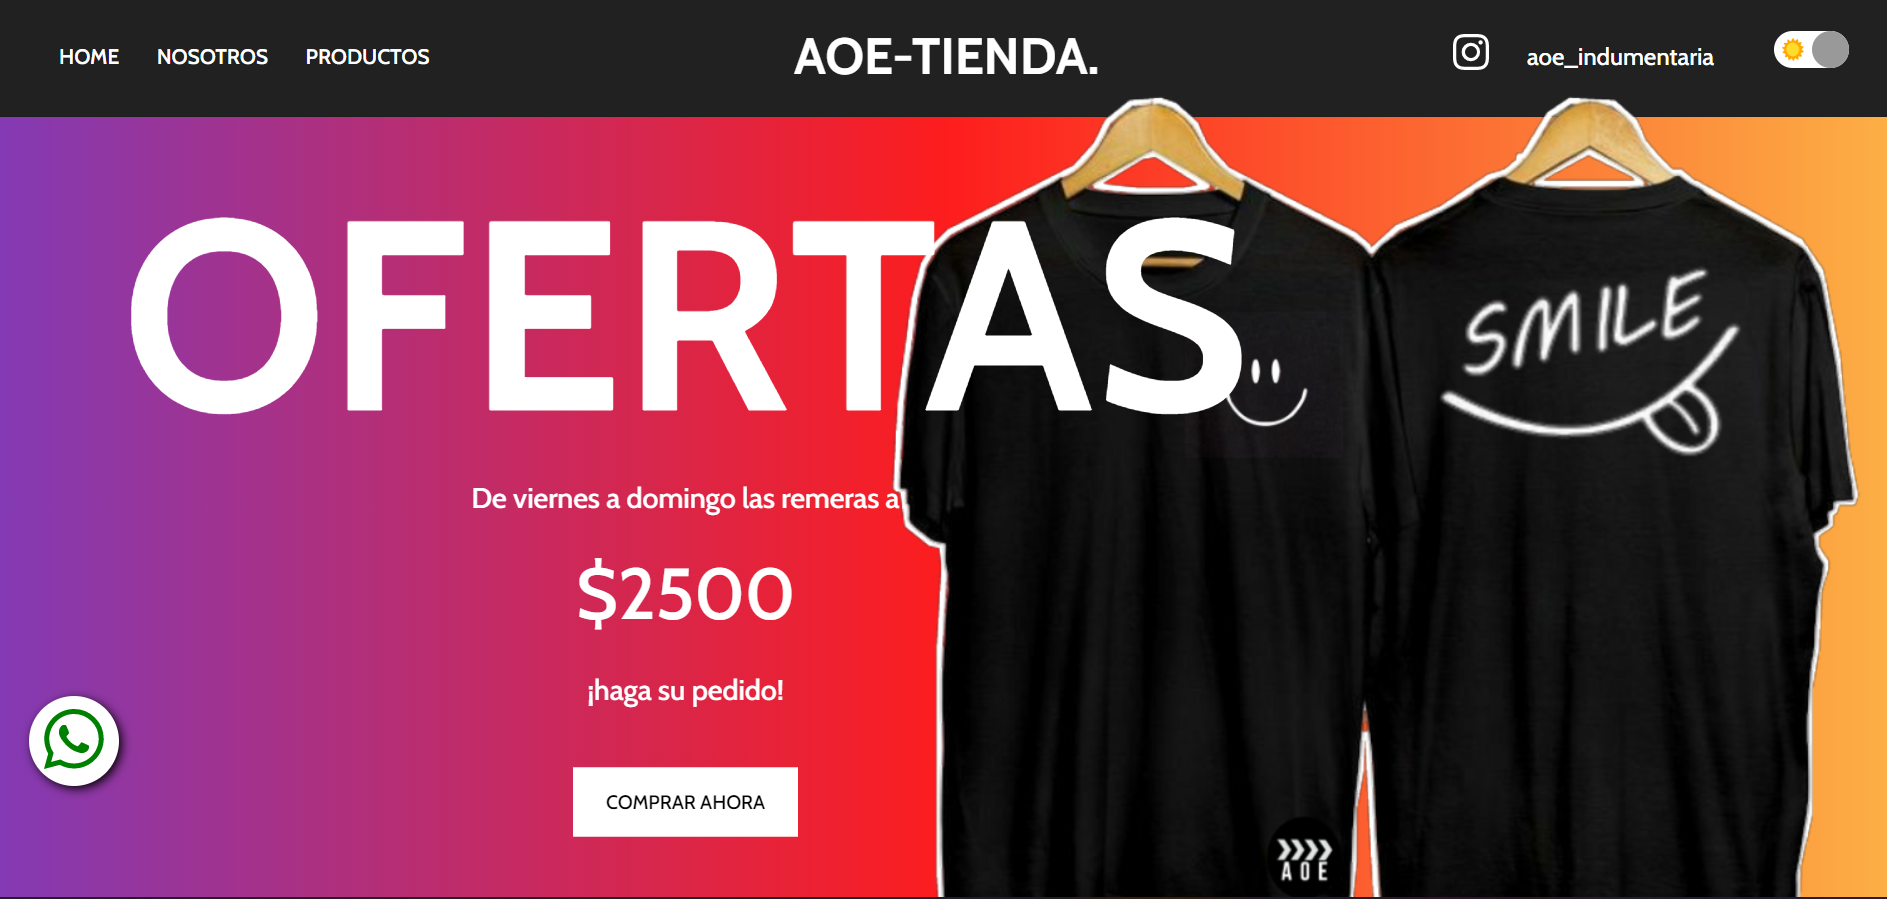 HOME NOSOTROS PRODUCTOS
AOE-TIENDA.
aoe_indumentaria
OFERTAS
SMILE
De viernes a domingo las remeras a
$2500
¡haga su pedido!
COMPRAR AHORA
AOE